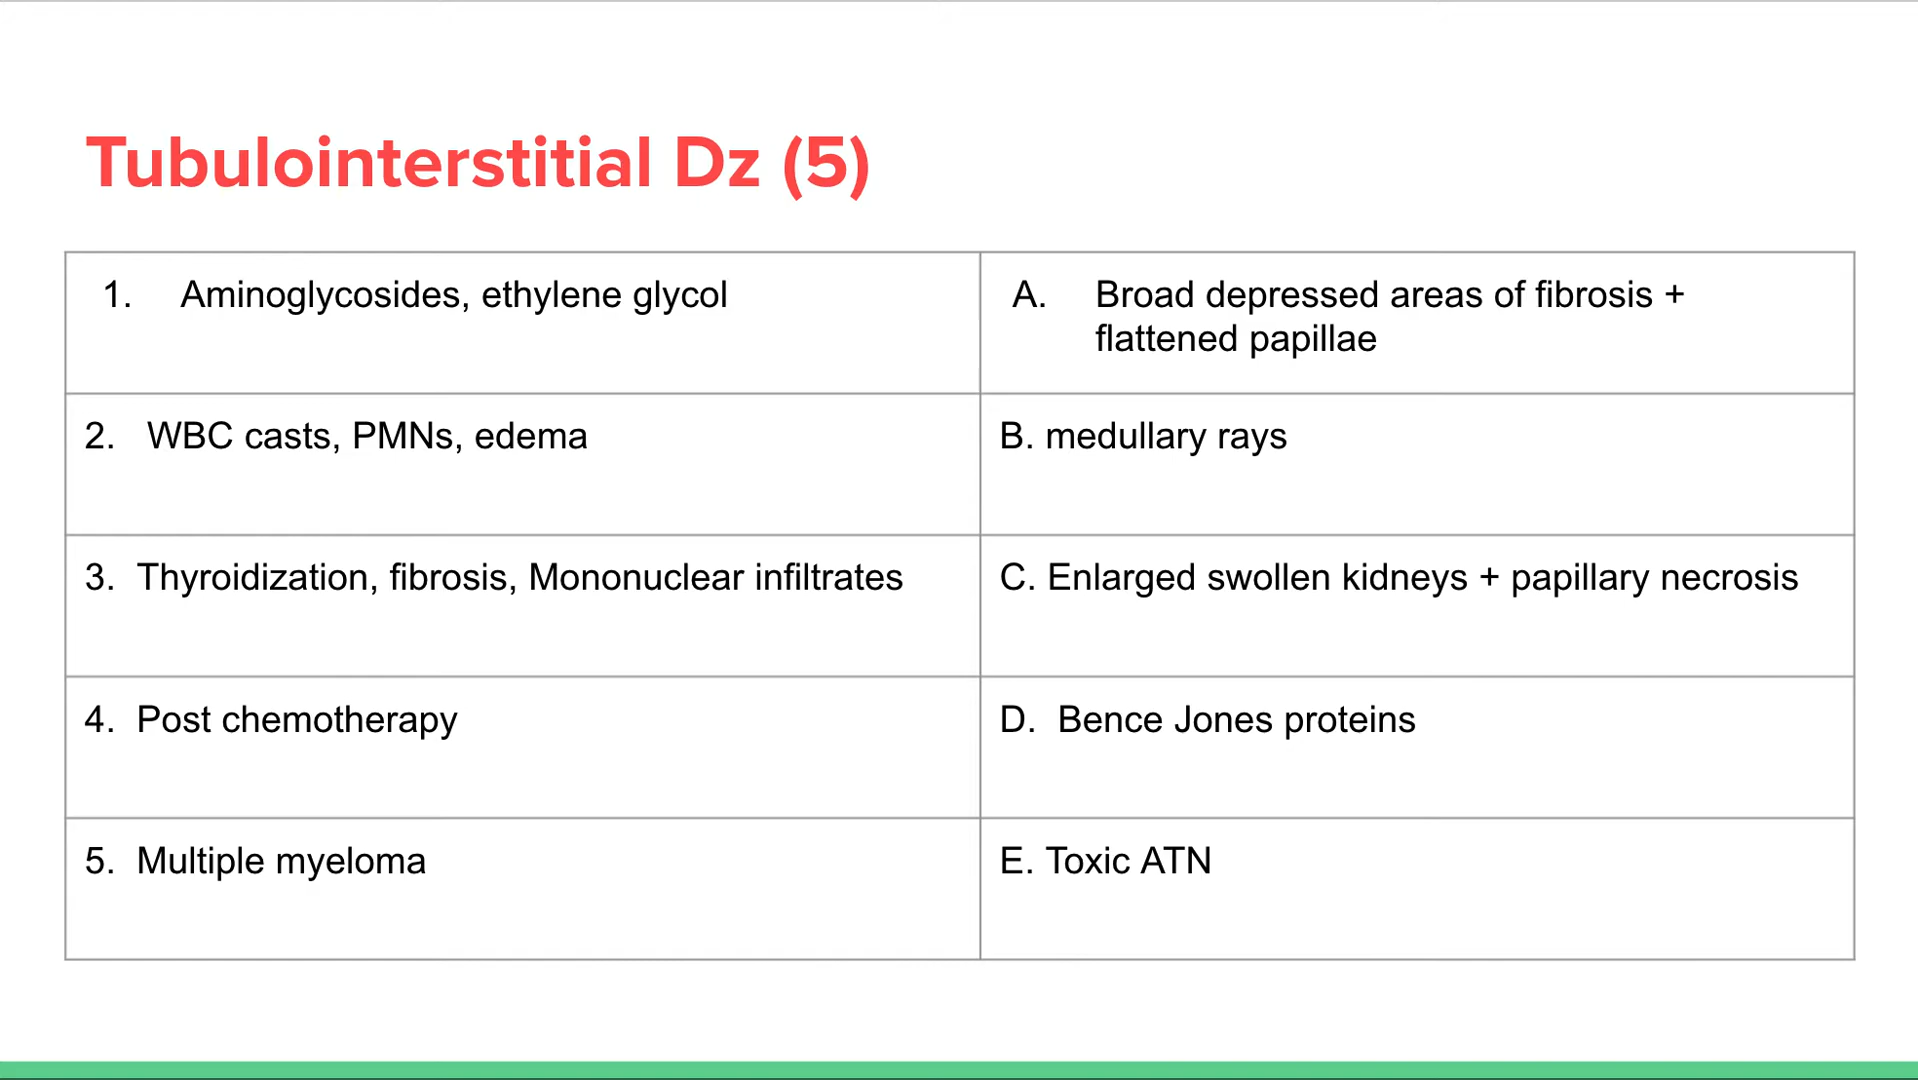 Tubulointerstitial Dz (5)
1. Aminoglycosides, ethylene glycol
A. Broad depressed areas of fibrosis +
flattened papillae
2. WBC casts, PMNs, edema
B. medullary rays
3. Thyroidization, fibrosis, Mononuclear infiltrates
C. Enlarged swollen kidneys + papillary necrosis
4. Post chemotherapy
D. Bence Jones proteins
5. Multiple myeloma
E. Toxic ATN